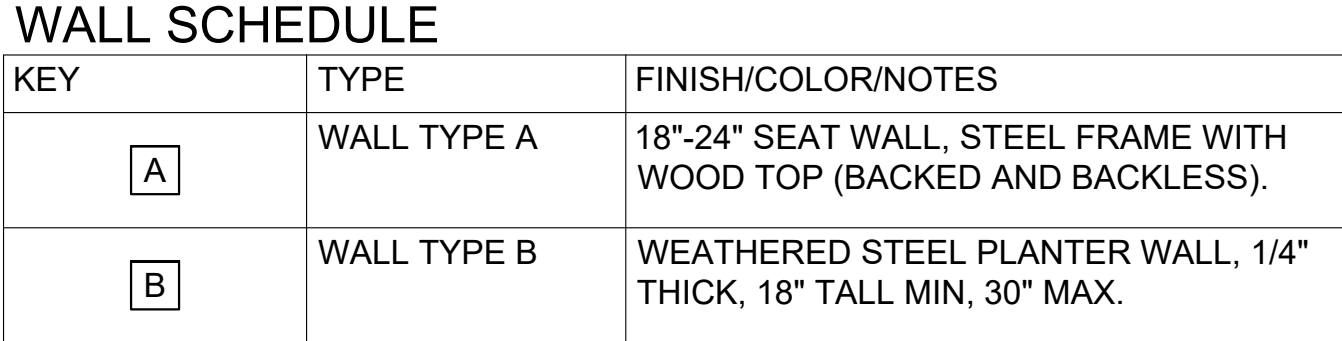 WALL SCHEDULE
KEY TYPE FINISH/COLOR/NOTES
A WALL TYPE A 18"-24" SEAT WALL, STEEL FRAME WITH
WOOD TOP (BACKED AND BACKLESS).
B WALL TYPE B WEATHERED STEEL PLANTER WALL, 1/4"
THICK, 18" TALL MIN, 30" MAX.